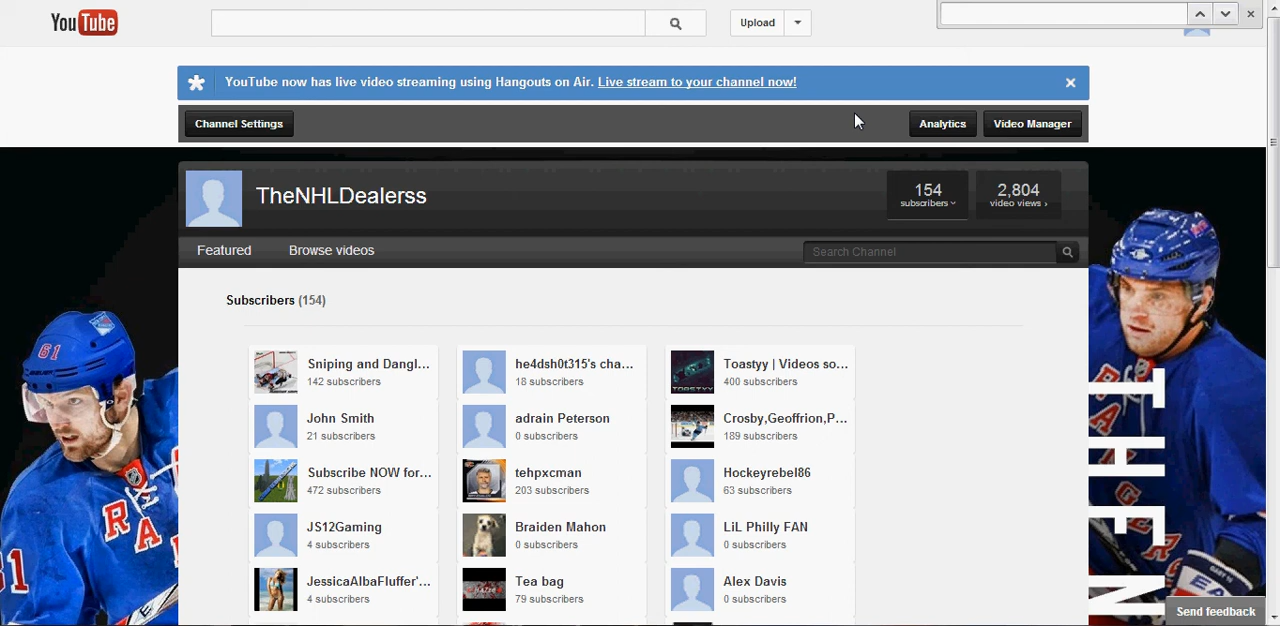 YouTube
Upload
YouTube now has live video streaming using Hangouts on Air. Live stream to your channel now!
Channel Settings
Analytics
Video Manager
TheNHLDealerss
154
subscribers
2,804
video views ›
Featured
Browse videos
Search Channel
Subscribers (154)
Sniping and Dangl...
142 subscribers
he4dsh0t315's cha...
18 subscribers
Toastyy | Videos so...
400 subscribers
John Smith
21 subscribers
adrain Peterson
0 subscribers
Crosby,Geoffrion,P...
189 subscribers
Subscribe NOW for...
472 subscribers
tehpxcman
203 subscribers
Hockeyrebel86
63 subscribers
JS12Gaming
4 subscribers
Braiden Mahon
0 subscribers
LiL Philly FAN
0 subscribers
JessicaAlbaFluffer'...
4 subscribers
Tea bag
79 subscribers
Alex Davis
0 subscribers
61
THEN
Send feedback